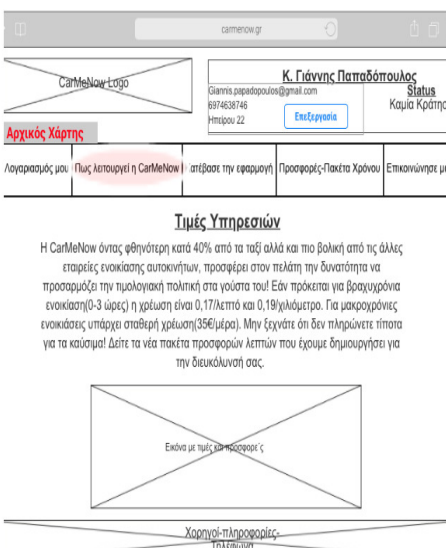 carmenow.gr
CarMeNow Logo
Κ. Γιάννης Παπαδόπουλος
Giannis.papadopoulos@gmail.com
6974638746
Ηπείρου 22
Επεξεργασία
Status
Καμία Κράτησ
Αρχικός Χάρτης
Λογαριασμός μου
Πως λειτουργεί η CarMeNow
ατέβασε την εφαρμογή
Προσφορές-Πακέτα Χρόνου
Επικοινώνησε με
Τιμές Υπηρεσιών
Η CarMeNow όντας φθηνότερη κατά 40% από τα ταξί αλλά και πιο βολική από τις άλλες
εταιρείες ενοικίασης αυτοκινήτων, προσφέρει στον πελάτη την δυνατότητα να
προσαρμόζει την τιμολογιακή πολιτική στα γούστα του! Εάν πρόκειται για βραχυχρόνια
ενοικίαση(0-3 ώρες) η χρέωση είναι 0,17/λεπτό και 0,19/χιλιόμετρο. Για μακροχρόνιες
ενοικιάσεις υπάρχει σταθερή χρέωση(35€/μέρα). Μην ξεχνάτε ότι δεν πληρώνετε τίποτα
για τα καύσιμα! Δείτε τα νέα πακέτα προσφορών λεπτών που έχουμε δημιουργήσει για
την διευκόλυνσή σας.
Εικόνα με τιμές και προσφορε΄ς
Χορηγοί-πληροφορίες-
Τηλέφωνα